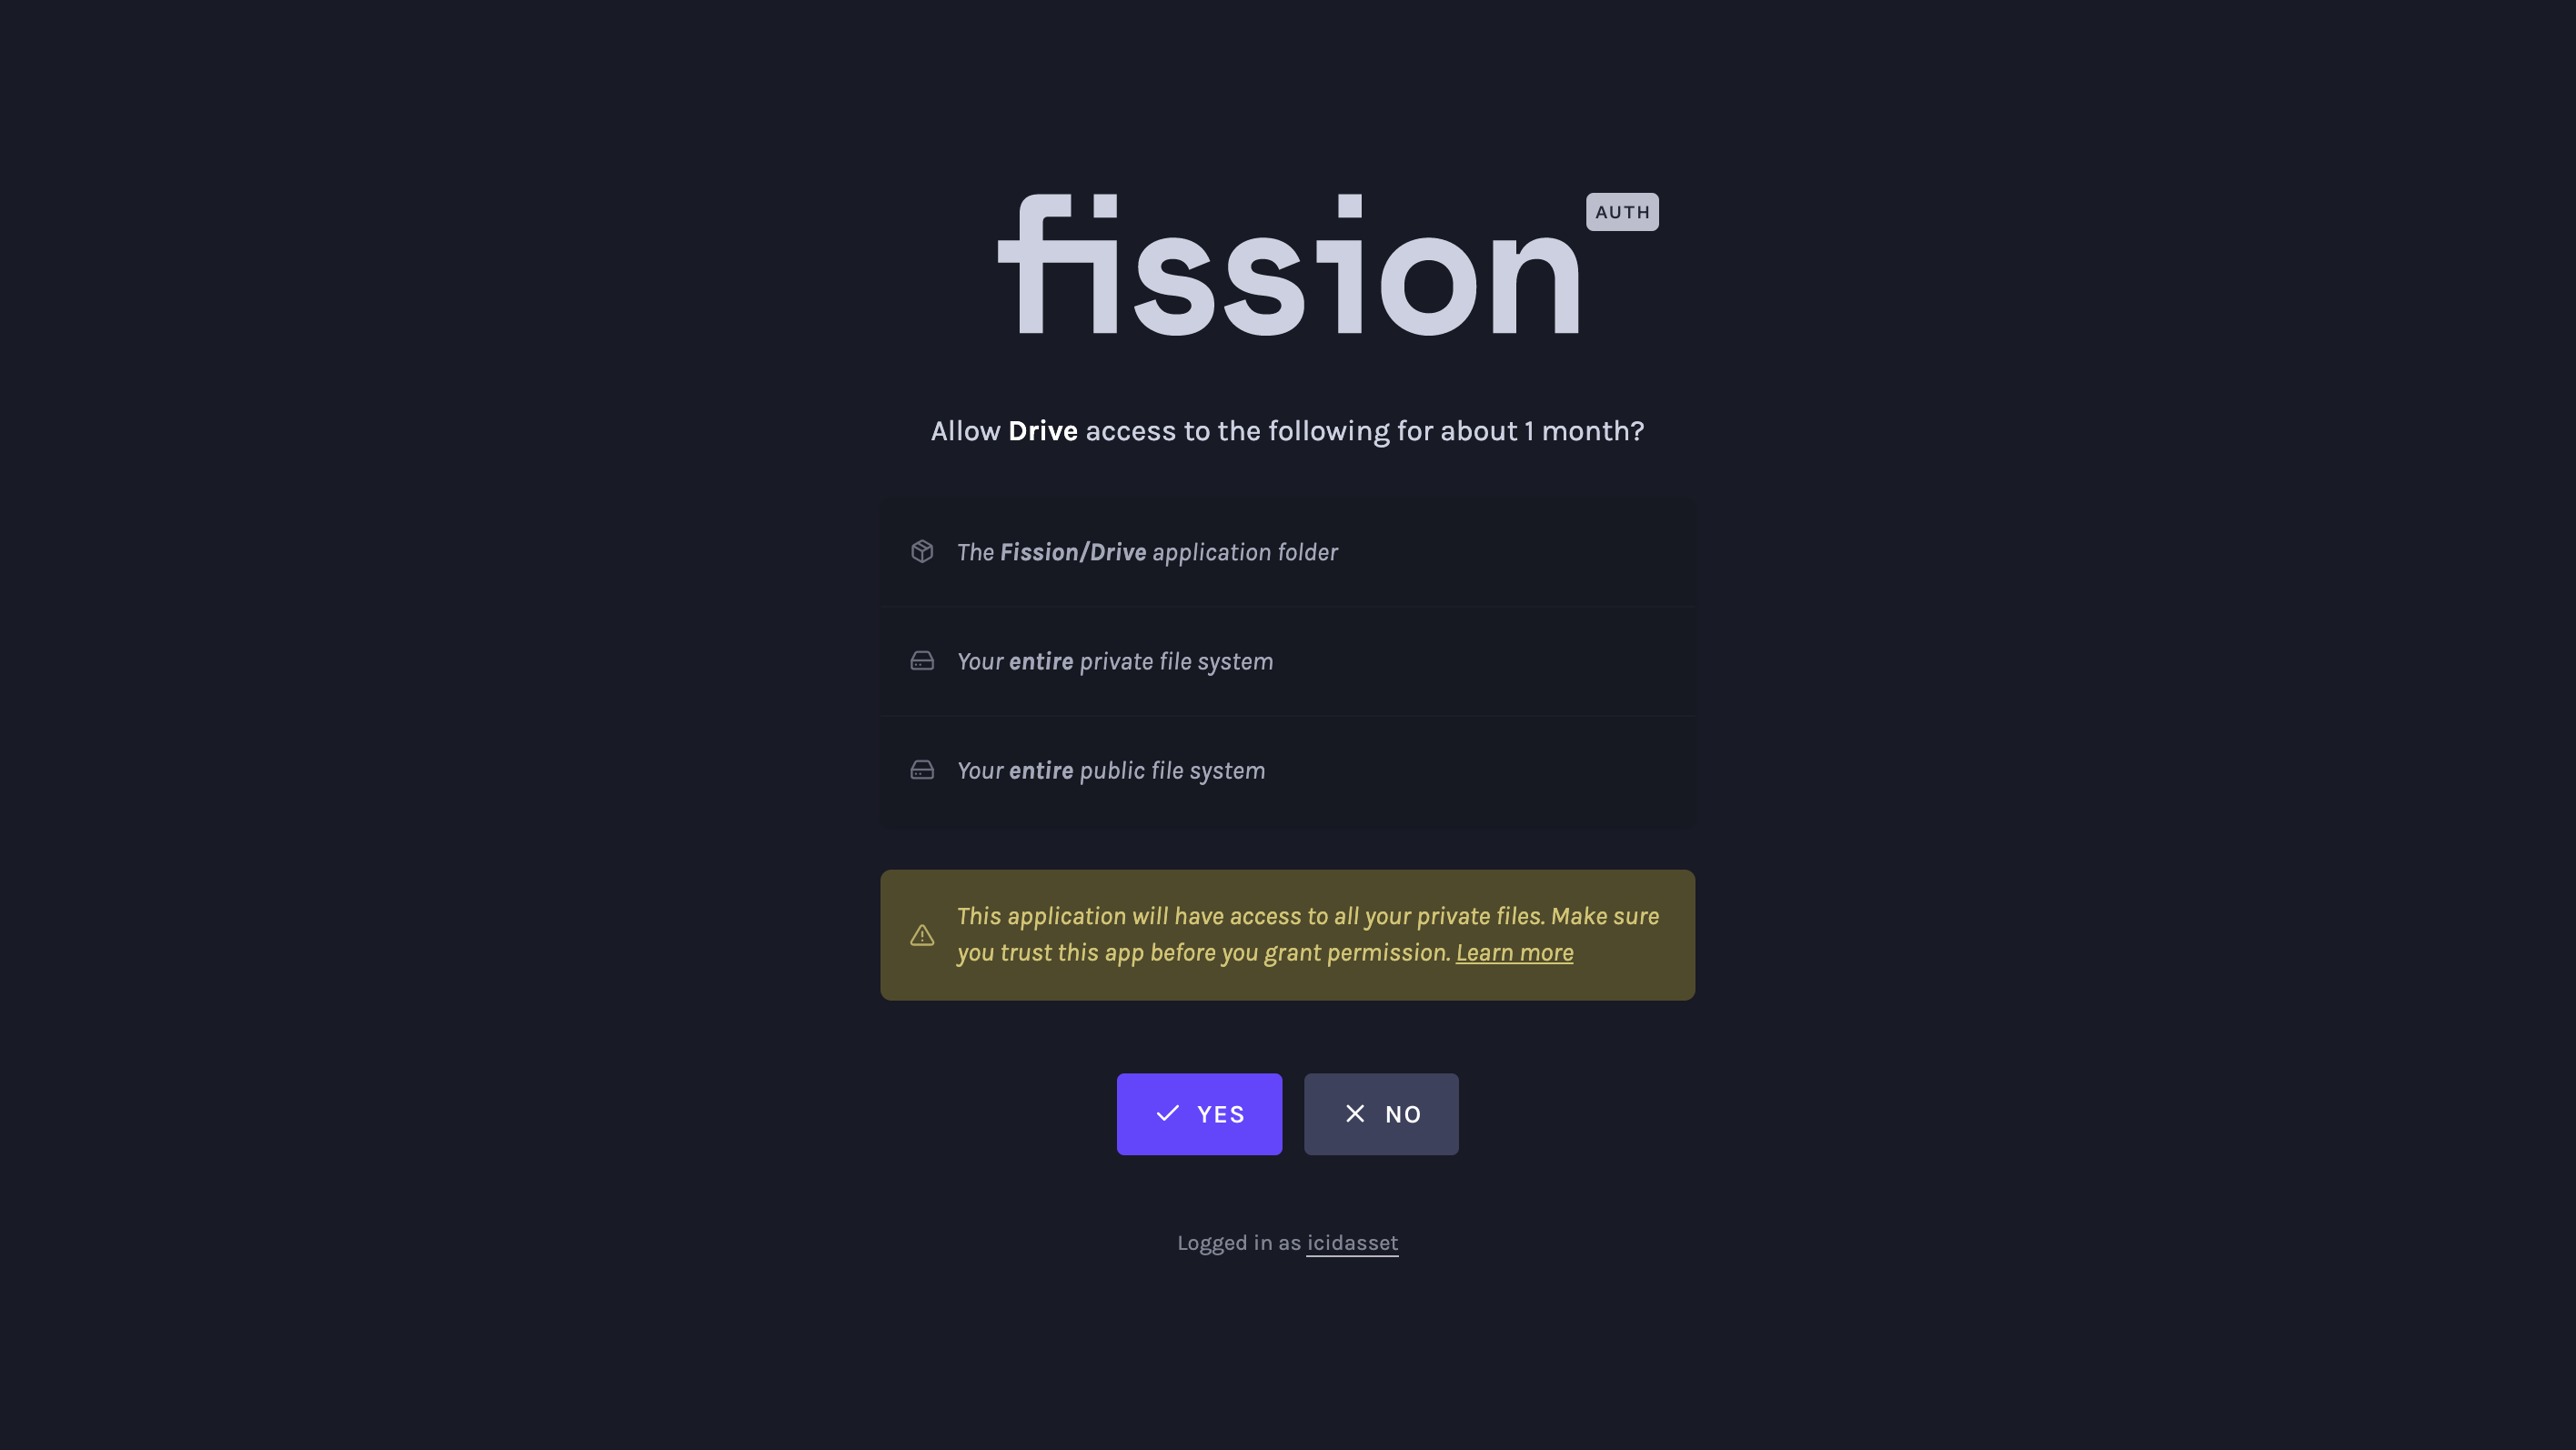 fission
AUTH
Allow Drive access to the following for about 1 month?
The Fission/Drive application folder
Your entire private file system
Your entire public file system
This application will have access to all your private files. Make sure
you trust this app before you grant permission. Learn more
YES
NO
Logged in as icidasset